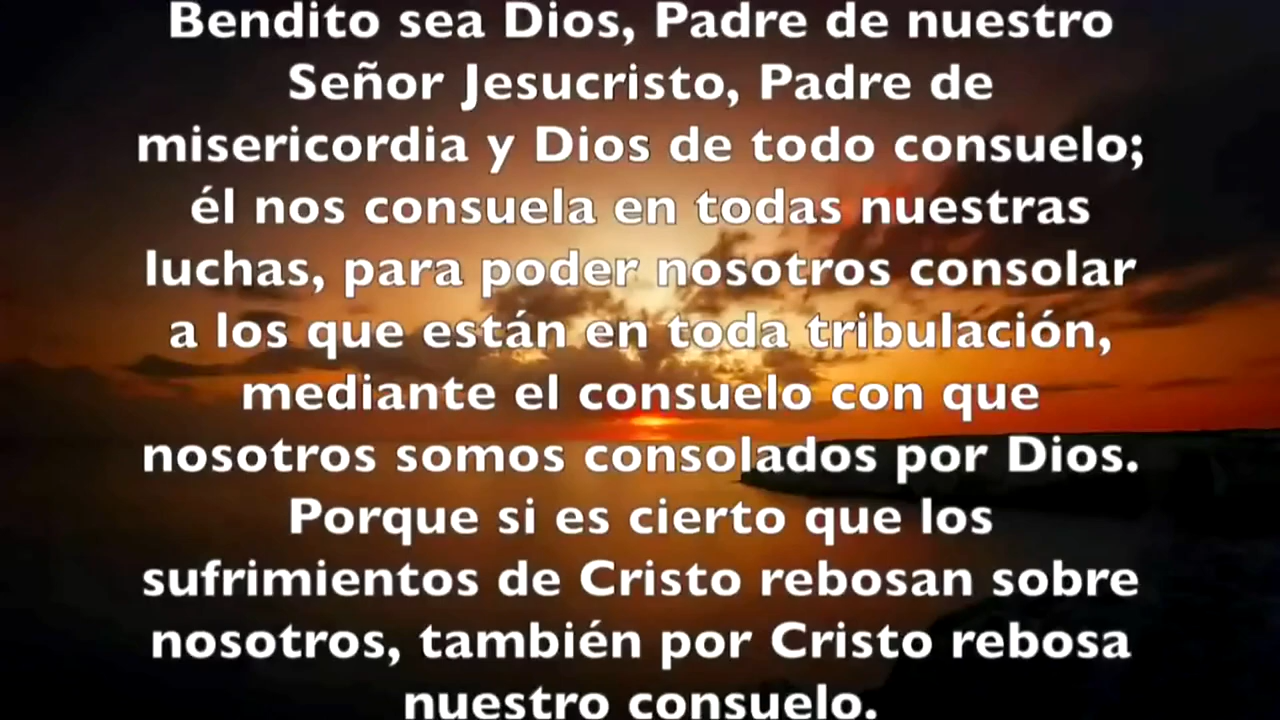 Bendito sea Dios, Padre de nuestro
Señor Jesucristo, Padre de
misericordia y Dios de todo consuelo;
él nos consuela en todas nuestras
luchas, para poder nosotros consolar
a los que están en toda tribulación,
mediante el consuelo con que
nosotros somos consolados por Dios.
Porque si es cierto que los
sufrimientos de Cristo rebosan sobre
nosotros, también por Cristo rebosa
nuestro consuelo.